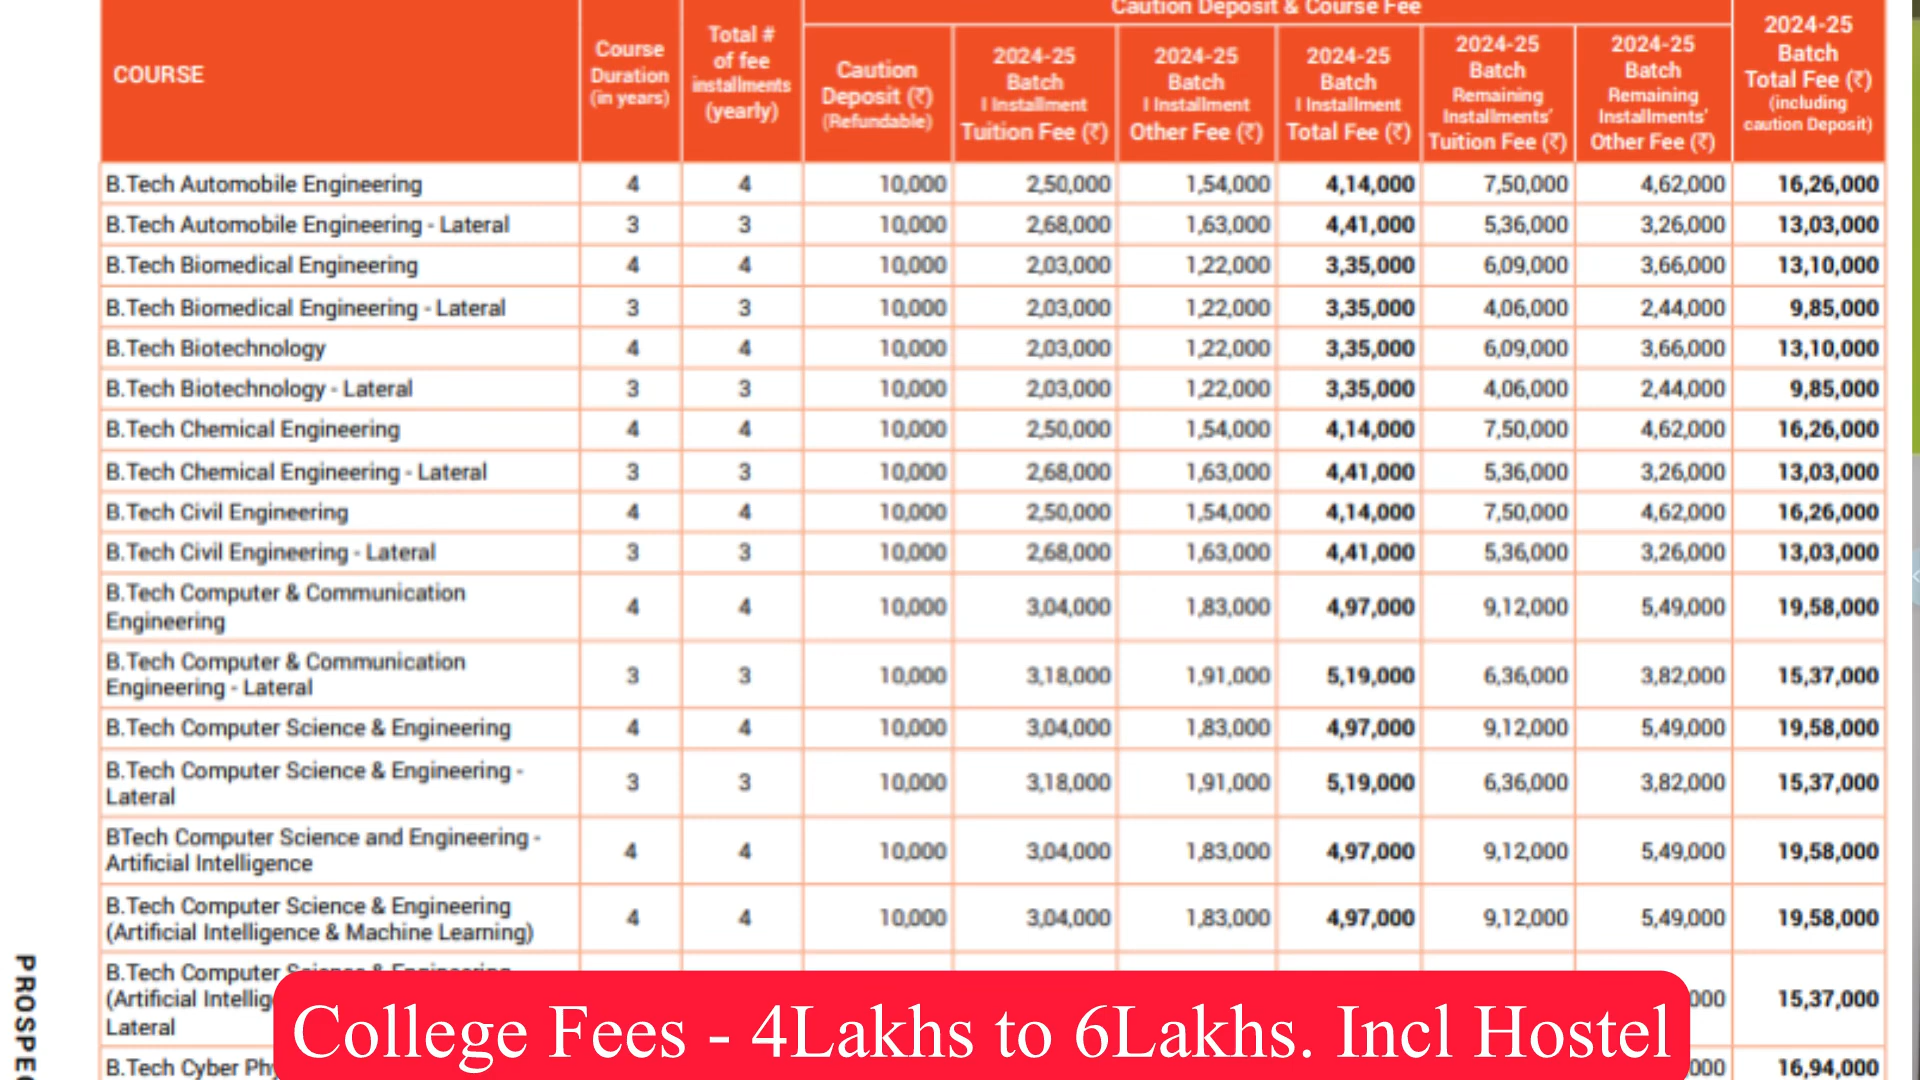 Caution Deposit & Course Fee
COURSE
Course
Duration
(in years)
Total #
of fee
installments
(yearly)
Caution
Deposit (₹)
(Refundable)
2024-25
Batch
I Installment
Tuition Fee (₹)
2024-25
Batch
I Installment
Other Fee (₹)
2024-25
Batch
I Installment
Total Fee (₹)
2024-25
Batch
Remaining
Installments'
Tuition Fee (₹)
2024-25
Batch
Remaining
Installments'
Other Fee (₹)
2024-25
Batch
Total Fee (₹)
(including
caution Deposit)
B.Tech Automobile Engineering 4 4 10,000 2,50,000 1,54,000 4,14,000 7,50,000 4,62,000 16,26,000
B.Tech Automobile Engineering - Lateral 3 3 10,000 2,68,000 1,63,000 4,41,000 5,36,000 3,26,000 13,03,000
B.Tech Biomedical Engineering 4 4 10,000 2,03,000 1,22,000 3,35,000 6,09,000 3,66,000 13,10,000
B.Tech Biomedical Engineering - Lateral 3 3 10,000 2,03,000 1,22,000 3,35,000 4,06,000 2,44,000 9,85,000
B.Tech Biotechnology 4 4 10,000 2,03,000 1,22,000 3,35,000 6,09,000 3,66,000 13,10,000
B.Tech Biotechnology - Lateral 3 3 10,000 2,03,000 1,22,000 3,35,000 4,06,000 2,44,000 9,85,000
B.Tech Chemical Engineering 4 4 10,000 2,50,000 1,54,000 4,14,000 7,50,000 4,62,000 16,26,000
B.Tech Chemical Engineering - Lateral 3 3 10,000 2,68,000 1,63,000 4,41,000 5,36,000 3,26,000 13,03,000
B.Tech Civil Engineering 4 4 10,000 2,50,000 1,54,000 4,14,000 7,50,000 4,62,000 16,26,000
B.Tech Civil Engineering - Lateral 3 3 10,000 2,68,000 1,63,000 4,41,000 5,36,000 3,26,000 13,03,000
B.Tech Computer & Communication
Engineering 4 4 10,000 3,04,000 1,83,000 4,97,000 9,12,000 5,49,000 19,58,000
B.Tech Computer & Communication
Engineering - Lateral 3 3 10,000 3,18,000 1,91,000 5,19,000 6,36,000 3,82,000 15,37,000
B.Tech Computer Science & Engineering 4 4 10,000 3,04,000 1,83,000 4,97,000 9,12,000 5,49,000 19,58,000
B.Tech Computer Science & Engineering -
Lateral 3 3 10,000 3,18,000 1,91,000 5,19,000 6,36,000 3,82,000 15,37,000
BTech Computer Science and Engineering -
Artificial Intelligence 4 4 10,000 3,04,000 1,83,000 4,97,000 9,12,000 5,49,000 19,58,000
B.Tech Computer Science & Engineering
(Artificial Intelligence & Machine Learning) 4 4 10,000 3,04,000 1,83,000 4,97,000 9,12,000 5,49,000 19,58,000
B.Tech Computer Science & Engineering
(Artificial Intellig 000 15,37,000
Lateral
B.Tech Cyber Ph 000 16,94,000
College Fees - 4Lakhs to 6Lakhs. Incl Hostel
PROSPEC